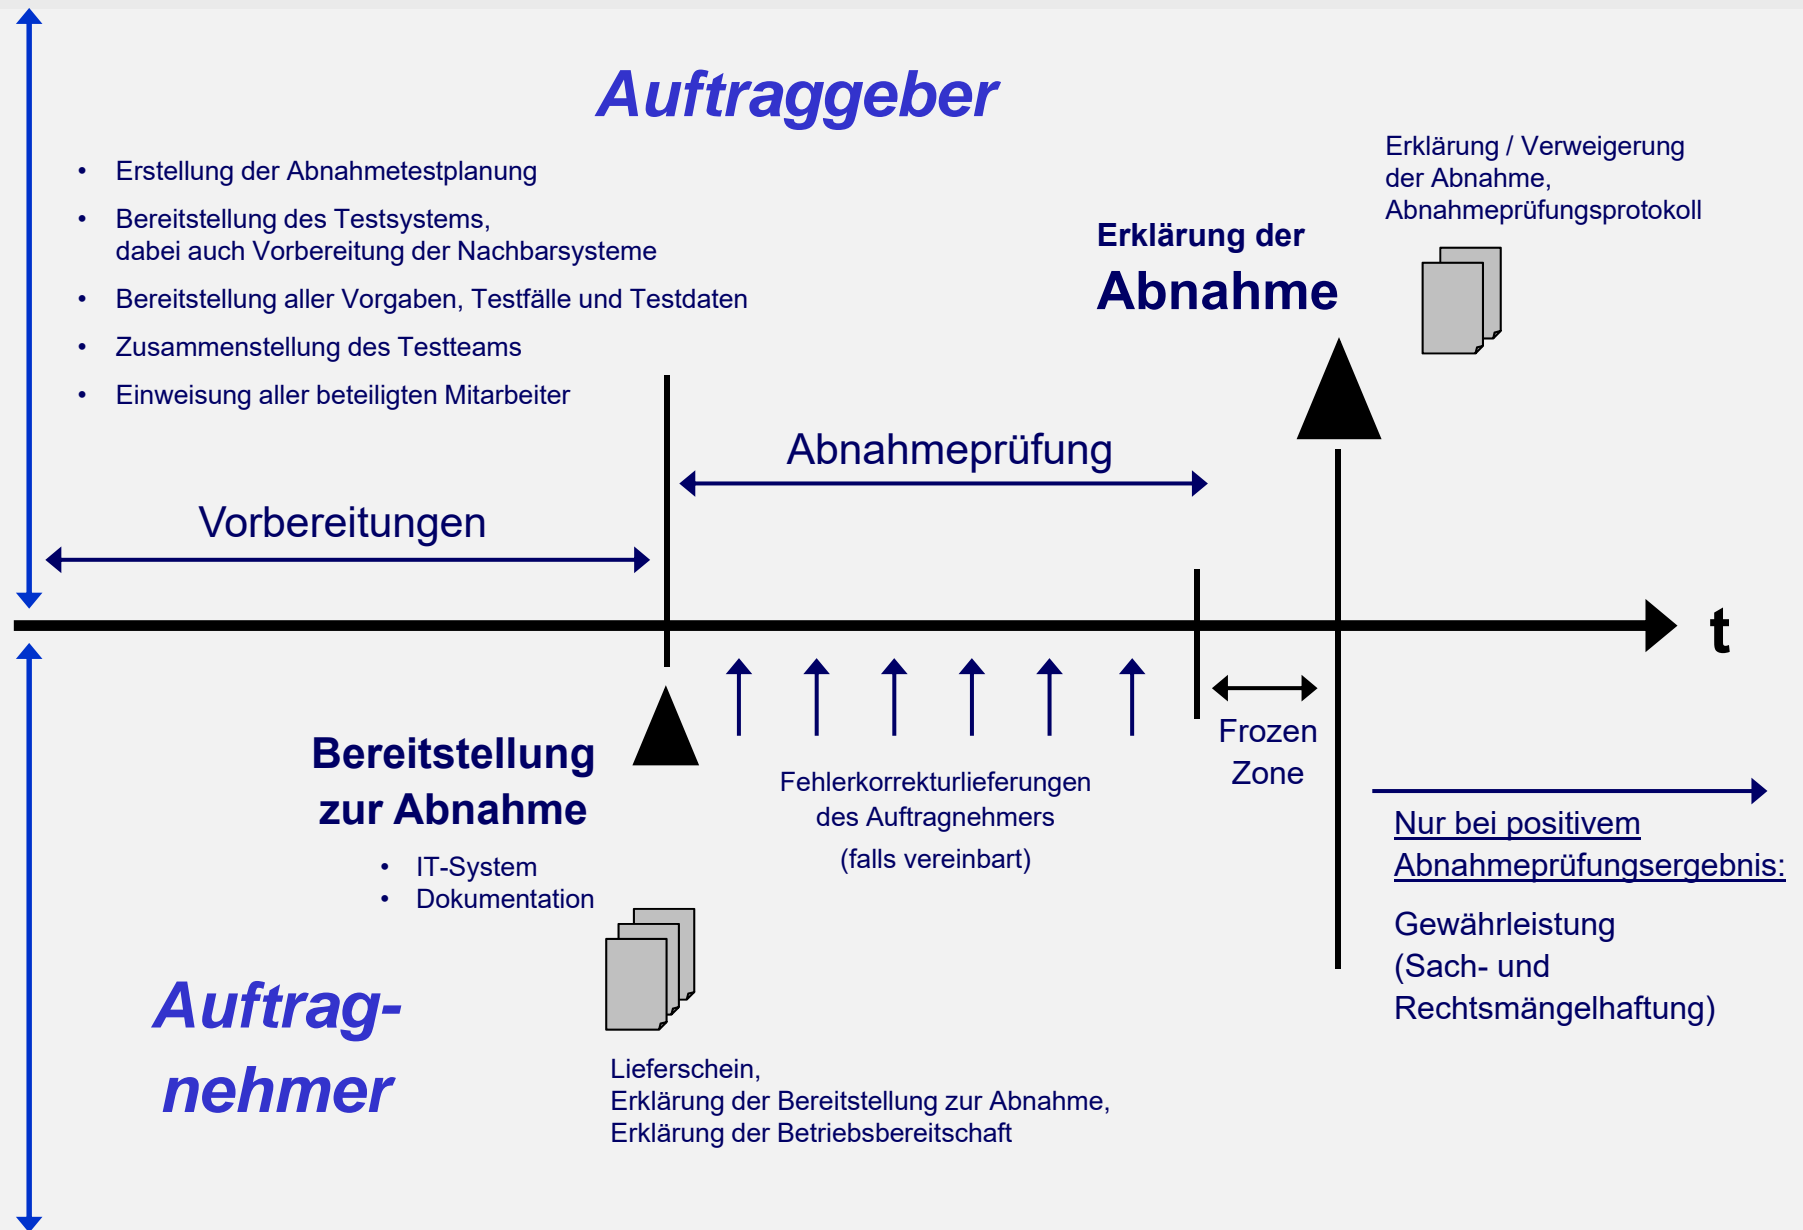 Auftraggeber
• Erstellung der Abnahmetestplanung
• Bereitstellung des Testsystems,
dabei auch Vorbereitung der Nachbarsysteme
• Bereitstellung aller Vorgaben, Testfälle und Testdaten
• Zusammenstellung des Testteams
• Einweisung aller beteiligten Mitarbeiter
Erklärung / Verweigerung
der Abnahme,
Abnahmeprüfungsprotokoll
Erklärung der
Abnahme
Abnahmeprüfung
Vorbereitungen
t
Bereitstellung
zur Abnahme
• IT-System
• Dokumentation
Fehlerkorrekturlieferungen
des Auftragnehmers
(falls vereinbart)
Frozen
Zone
Nur bei positivem
Abnahmeprüfungsergebnis:
Gewährleistung
(Sach- und
Rechtsmängelhaftung)
Auftrag-
nehmer
Lieferschein,
Erklärung der Bereitstellung zur Abnahme,
Erklärung der Betriebsbereitschaft